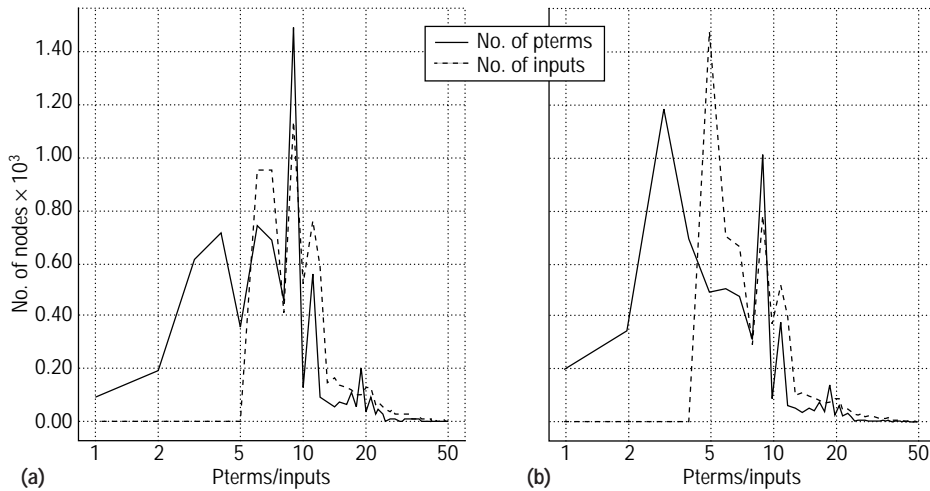 No. of nodes × 10³
1.40
1.20
1.00
0.80
0.60
0.40
0.20
0.00
No. of pterms
No. of inputs
1 2 5 10 20 50
(a) Pterms/inputs
1 2 5 10 20 50
(b) Pterms/inputs